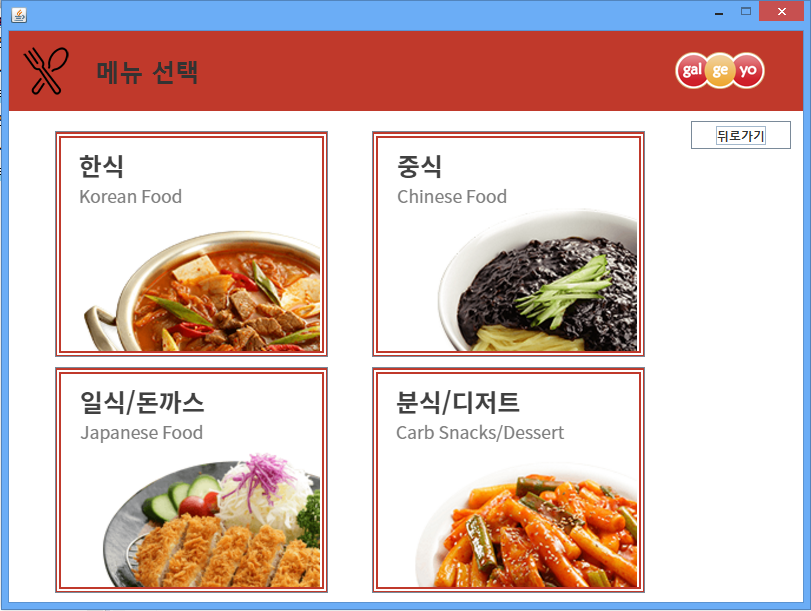 메뉴 선택
gal ge yo
뒤로가기
한식
Korean Food
중식
Chinese Food
일식/돈까스
Japanese Food
분식/디저트
Carb Snacks/Dessert